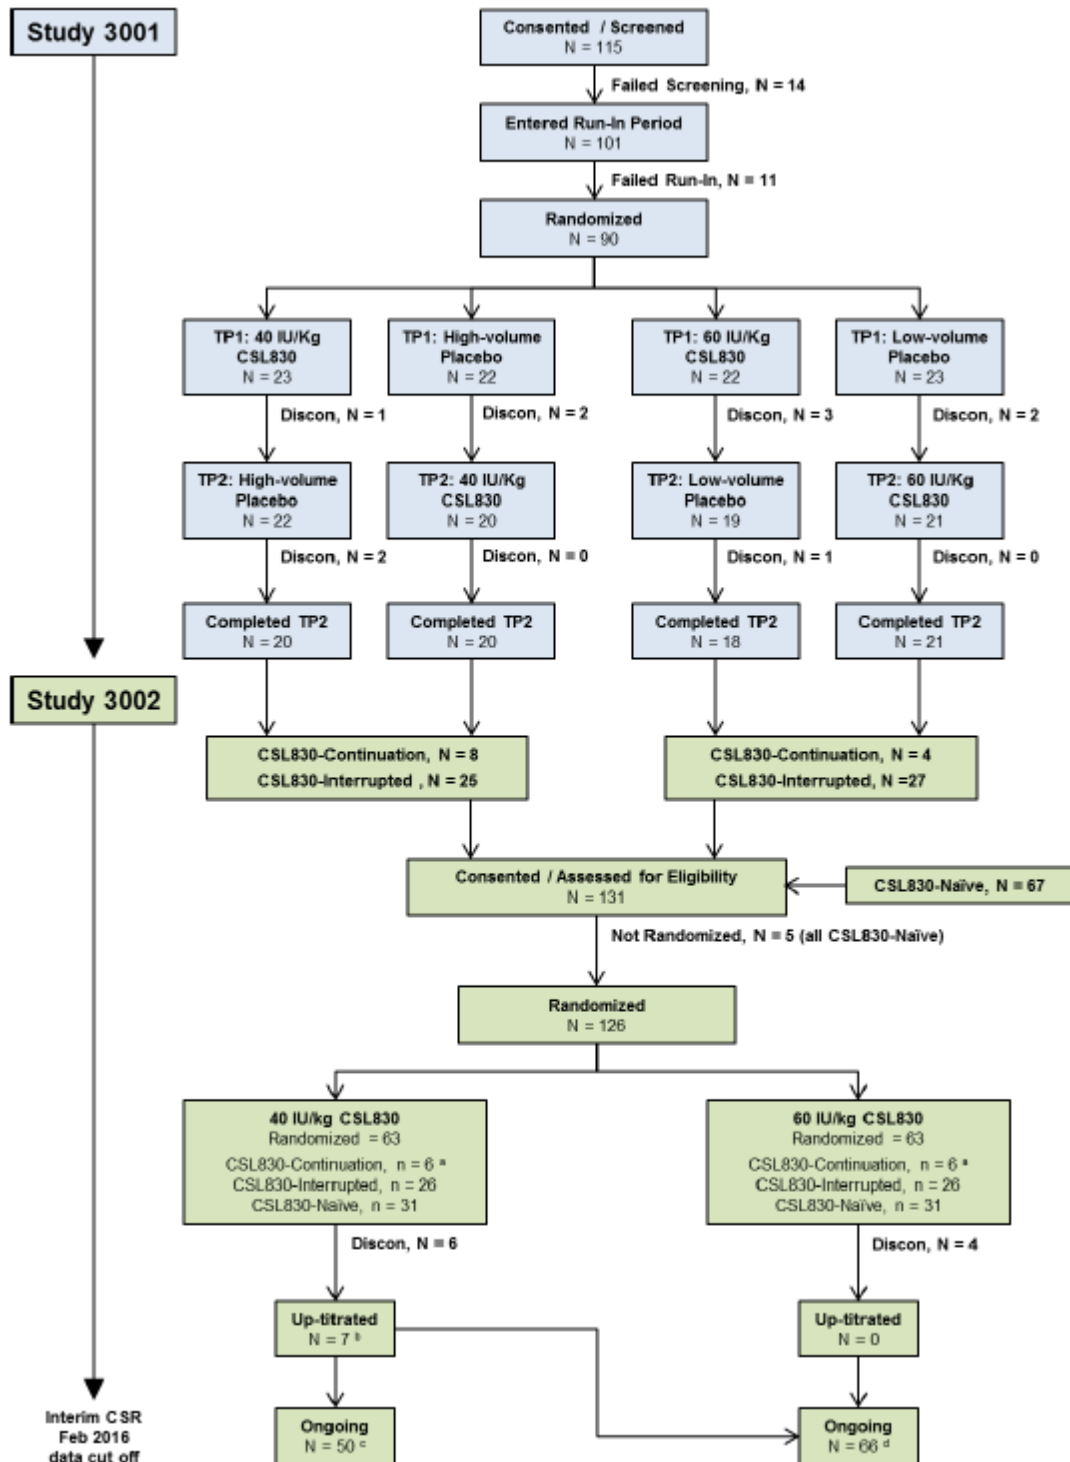 Study 3001
Consented / Screened
N = 115
Failed Screening, N = 14
Entered Run-In Period
N = 101
Failed Run-In, N = 11
Randomized
N = 90
TP1: 40 IU/Kg
CSL830
N = 23
TP1: High-volume
Placebo
N = 22
TP1: 60 IU/Kg
CSL830
N = 22
TP1: Low-volume
Placebo
N = 23
Discon, N = 1
Discon, N = 2
Discon, N = 3
Discon, N = 2
TP2: High-volume
Placebo
N = 22
TP2: 40 IU/Kg
CSL830
N = 20
TP2: Low-volume
Placebo
N = 19
TP2: 60 IU/Kg
CSL830
N = 21
Discon, N = 2
Discon, N = 0
Discon, N = 1
Discon, N = 0
Completed TP2
N = 20
Completed TP2
N = 20
Completed TP2
N = 18
Completed TP2
N = 21
Study 3002
CSL830-Continuation, N = 8
CSL830-Interrupted , N = 25
CSL830-Continuation, N = 4
CSL830-Interrupted, N =27
Consented / Assessed for Eligibility
N = 131
CSL830-Naïve, N = 67
Not Randomized, N = 5 (all CSL830-Naïve)
Randomized
N = 126
40 IU/kg CSL830
Randomized = 63
CSL830-Continuation, n = 6 a
CSL830-Interrupted, n = 26
CSL830-Naïve, n = 31
60 IU/kg CSL830
Randomized = 63
CSL830-Continuation, n = 6 a
CSL830-Interrupted, n = 26
CSL830-Naïve, n = 31
Discon, N = 6
Discon, N = 4
Up-titrated
N = 7 b
Up-titrated
N = 0
Interim CSR
Feb 2016
data cut off
Ongoing
N = 50 c
Ongoing
N = 66 d